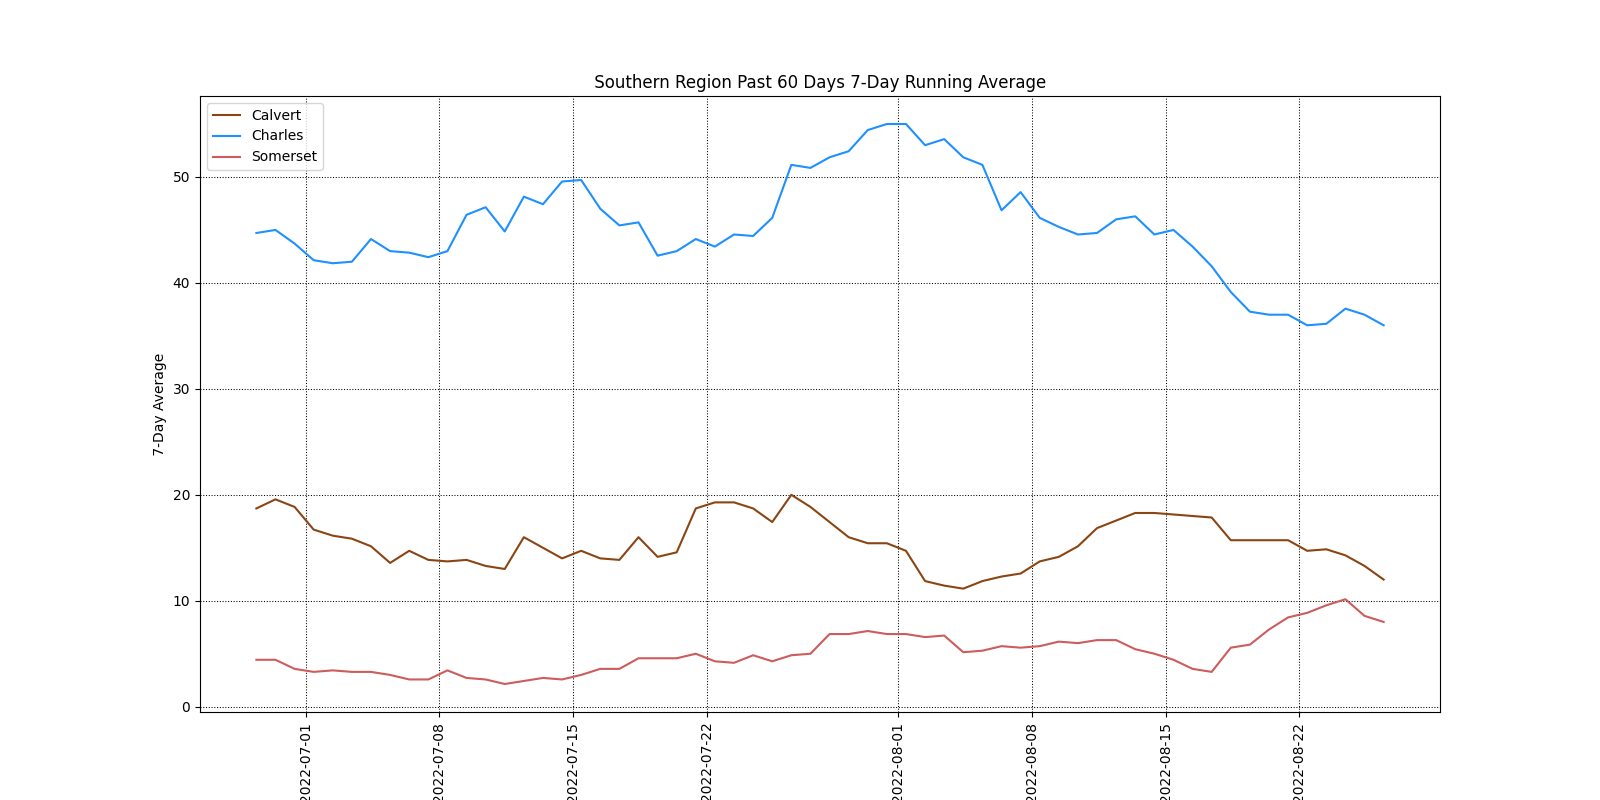 Southern Region Past 60 Days 7-Day Running Average
Calvert
Charles
Somerset
50
40
30
20
10
0
7-Day Average
2022-07-01
2022-07-08
2022-07-15
2022-07-22
2022-08-01
2022-08-08
2022-08-15
2022-08-22